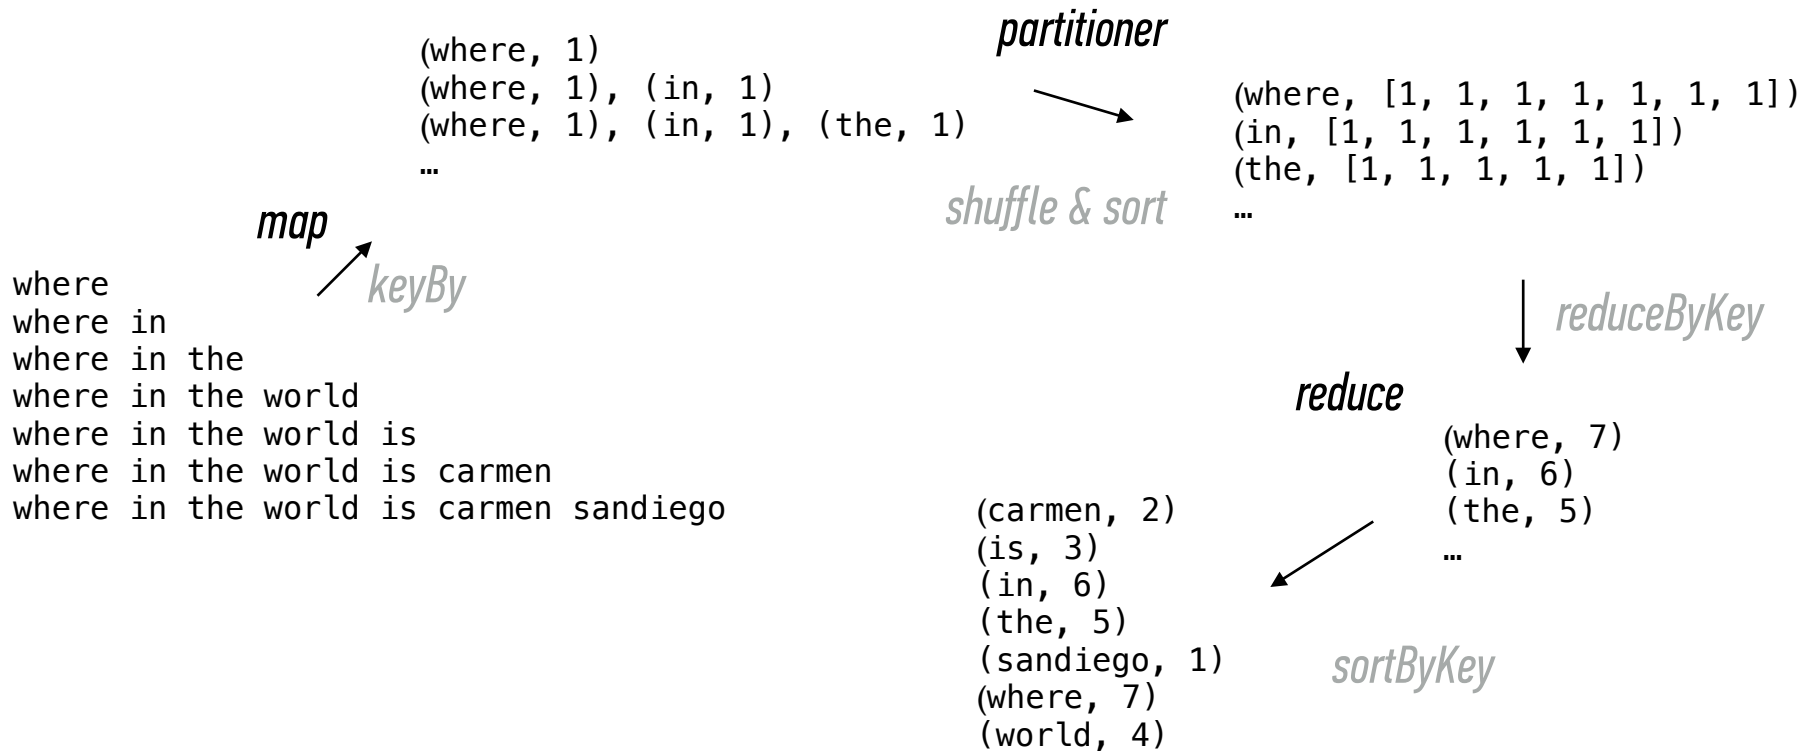 where
where in
where in the
where in the world
where in the world is
where in the world is carmen
where in the world is carmen sandiego
map
keyBy
(where, 1)
(where, 1), (in, 1)
(where, 1), (in, 1), (the, 1)
…
partitioner
shuffle & sort
(where, [1, 1, 1, 1, 1, 1, 1])
(in, [1, 1, 1, 1, 1, 1])
(the, [1, 1, 1, 1, 1])
…
reduceByKey
reduce
(where, 7)
(in, 6)
(the, 5)
…
sortByKey
(carmen, 2)
(is, 3)
(in, 6)
(the, 5)
(sandiego, 1)
(where, 7)
(world, 4)